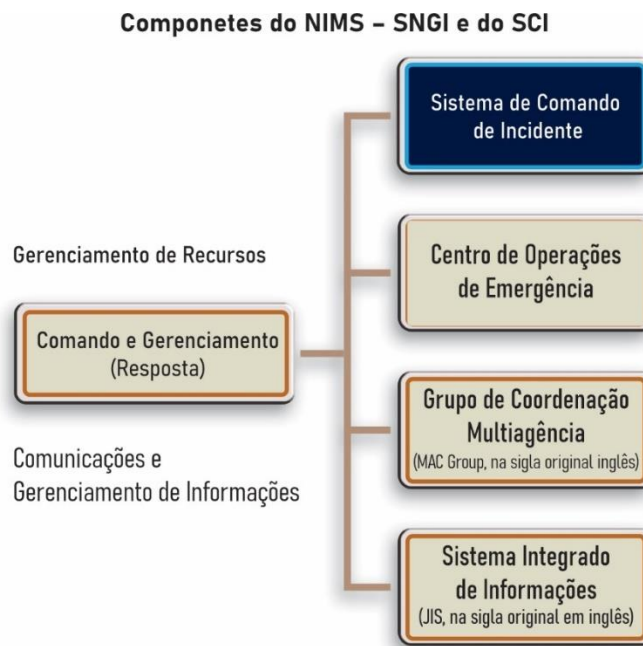 Componetes do NIMS – SNGI e do SCI
Sistema de Comando
de Incidente
Gerenciamento de Recursos
Centro de Operações
de Emergência
Comando e Gerenciamento
(Resposta)
Grupo de Coordenação
Multiagência
(MAC Group, na sigla original inglês)
Comunicações e
Gerenciamento de Informações
Sistema Integrado
de Informações
(JIS, na sigla original em inglês)